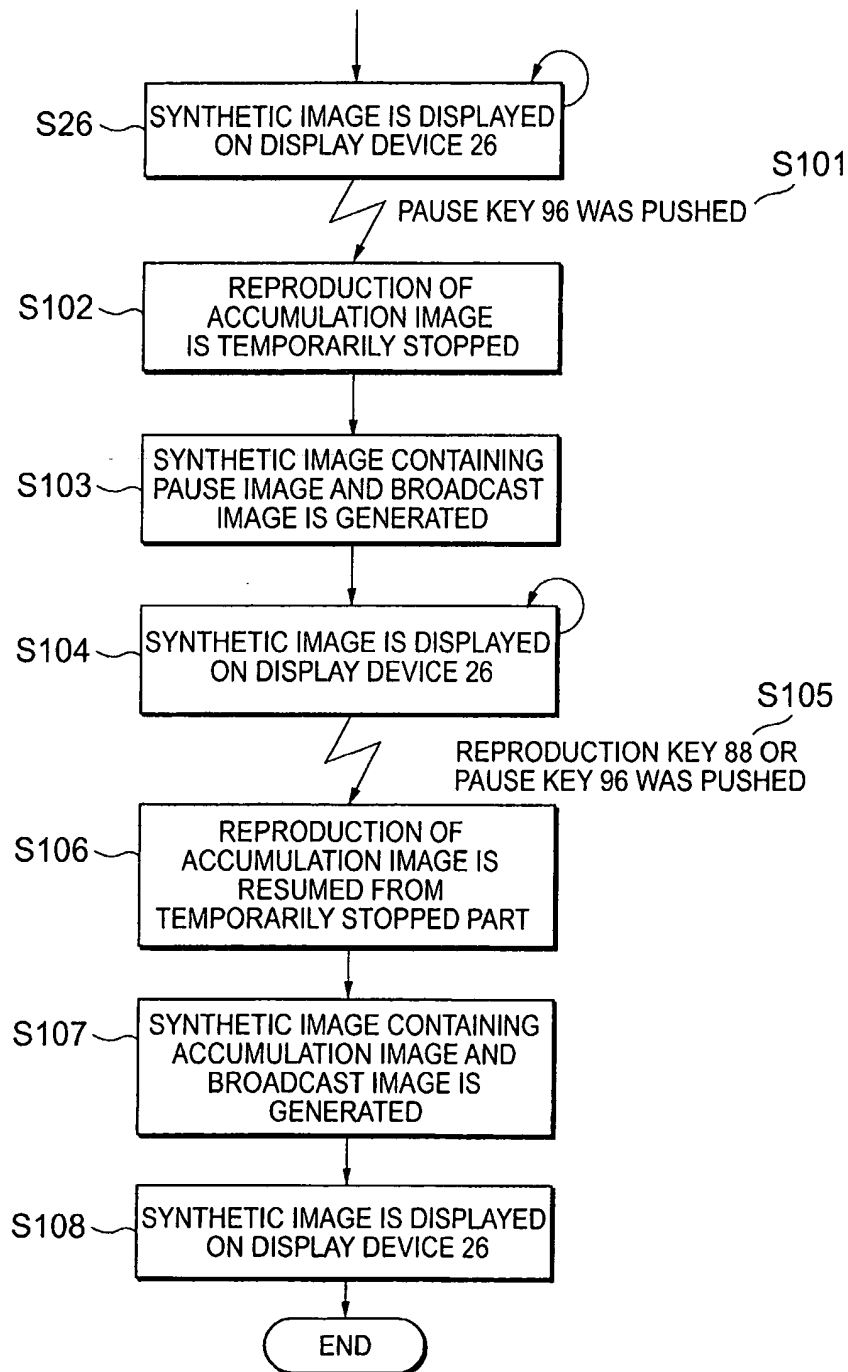 S26
SYNTHETIC IMAGE IS DISPLAYED
ON DISPLAY DEVICE 26
S101
PAUSE KEY 96 WAS PUSHED
S102
REPRODUCTION OF
ACCUMULATION IMAGE
IS TEMPORARILY STOPPED
S103
SYNTHETIC IMAGE CONTAINING
PAUSE IMAGE AND BROADCAST
IMAGE IS GENERATED
S104
SYNTHETIC IMAGE IS DISPLAYED
ON DISPLAY DEVICE 26
S105
REPRODUCTION KEY 88 OR
PAUSE KEY 96 WAS PUSHED
S106
REPRODUCTION OF
ACCUMULATION IMAGE IS
RESUMED FROM
TEMPORARILY STOPPED PART
S107
SYNTHETIC IMAGE CONTAINING
ACCUMULATION IMAGE AND
BROADCAST IMAGE IS
GENERATED
S108
SYNTHETIC IMAGE IS DISPLAYED
ON DISPLAY DEVICE 26
END